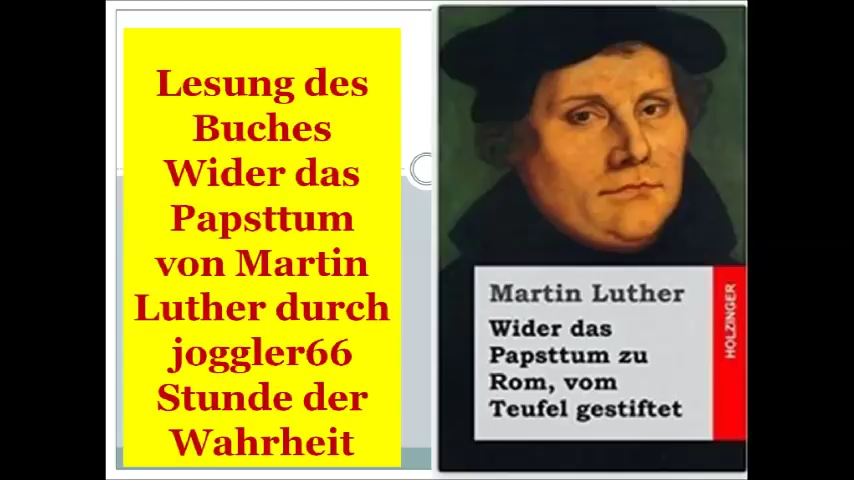 Lesung des
Buches
Wider das
Papsttum
von Martin
Luther durch
joggler66
Stunde der
Wahrheit
Martin Luther
Wider das
Papsttum zu
Rom, vom
Teufel gestiftet
HOLZINGER